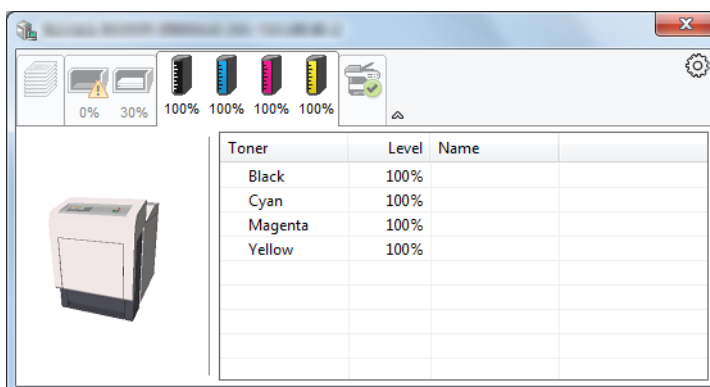 0% 30% 100% 100% 100% 100%
Toner Level Name
Black 100%
Cyan 100%
Magenta 100%
Yellow 100%